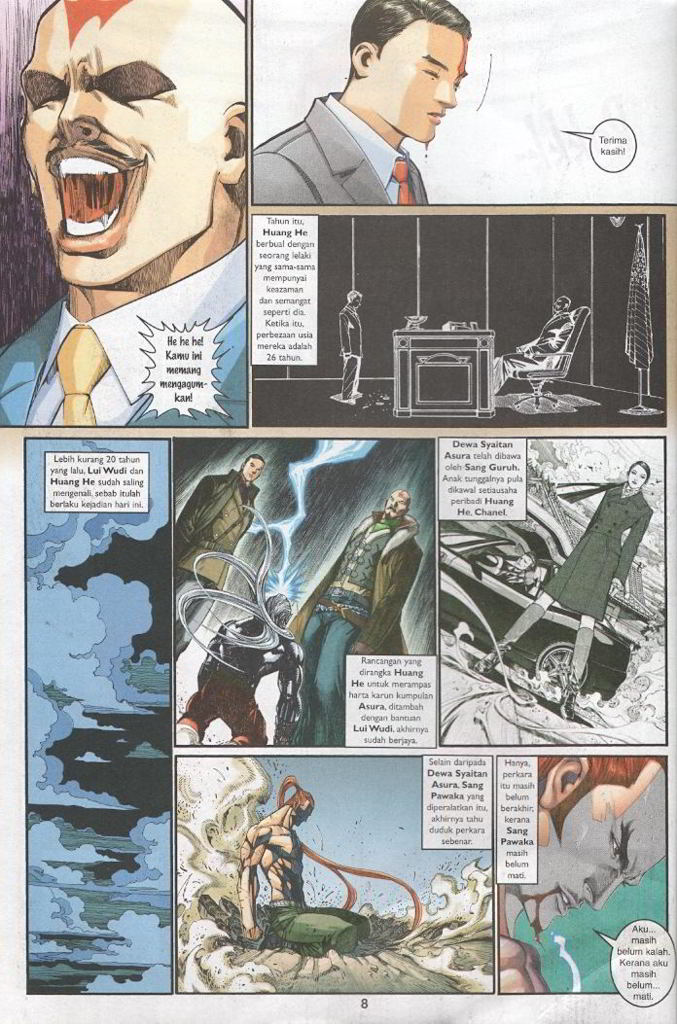 Terima
kasih!
He he he!
Kamu ini
memang
mengagum-
kan!
Tahun itu,
Huang He
berbual dengan
seorang lelaki
yang sama-sama
mempunyai
keazaman
dan semangat
seperti dia.
Ketika itu,
perbezaan usia
mereka adalah
26 tahun.
Lebih kurang 20 tahun
yang lalu, Lui Wudi dan
Huang He sudah saling
mengenali, sebab itulah
berlaku kejadian hari ini.
Rancangan yang
dirangka Huang
He untuk merampas
harta karun kumpulan
Asura, ditambah
dengan bantuan
Lui Wudi, akhirnya
sudah berjaya.
Dewa Syaitan
Asura telah dibawa
oleh Sang Guruh.
Anak tunggalnya pula
dikawal setiausaha
peribadi Huang
He, Chanel.
Selain daripada
Dewa Syaitan
Asura, Sang
Pawaka yang
diperalatkan itu,
akhirnya tahu
duduk perkara
sebenar.
Hanya,
perkara
itu masih
belum
berakhir,
kerana
Sang
Pawaka
masih
belum
mati.
Aku...
masih
belum kalah.
Kerana aku
masih
belum...
mati.
8